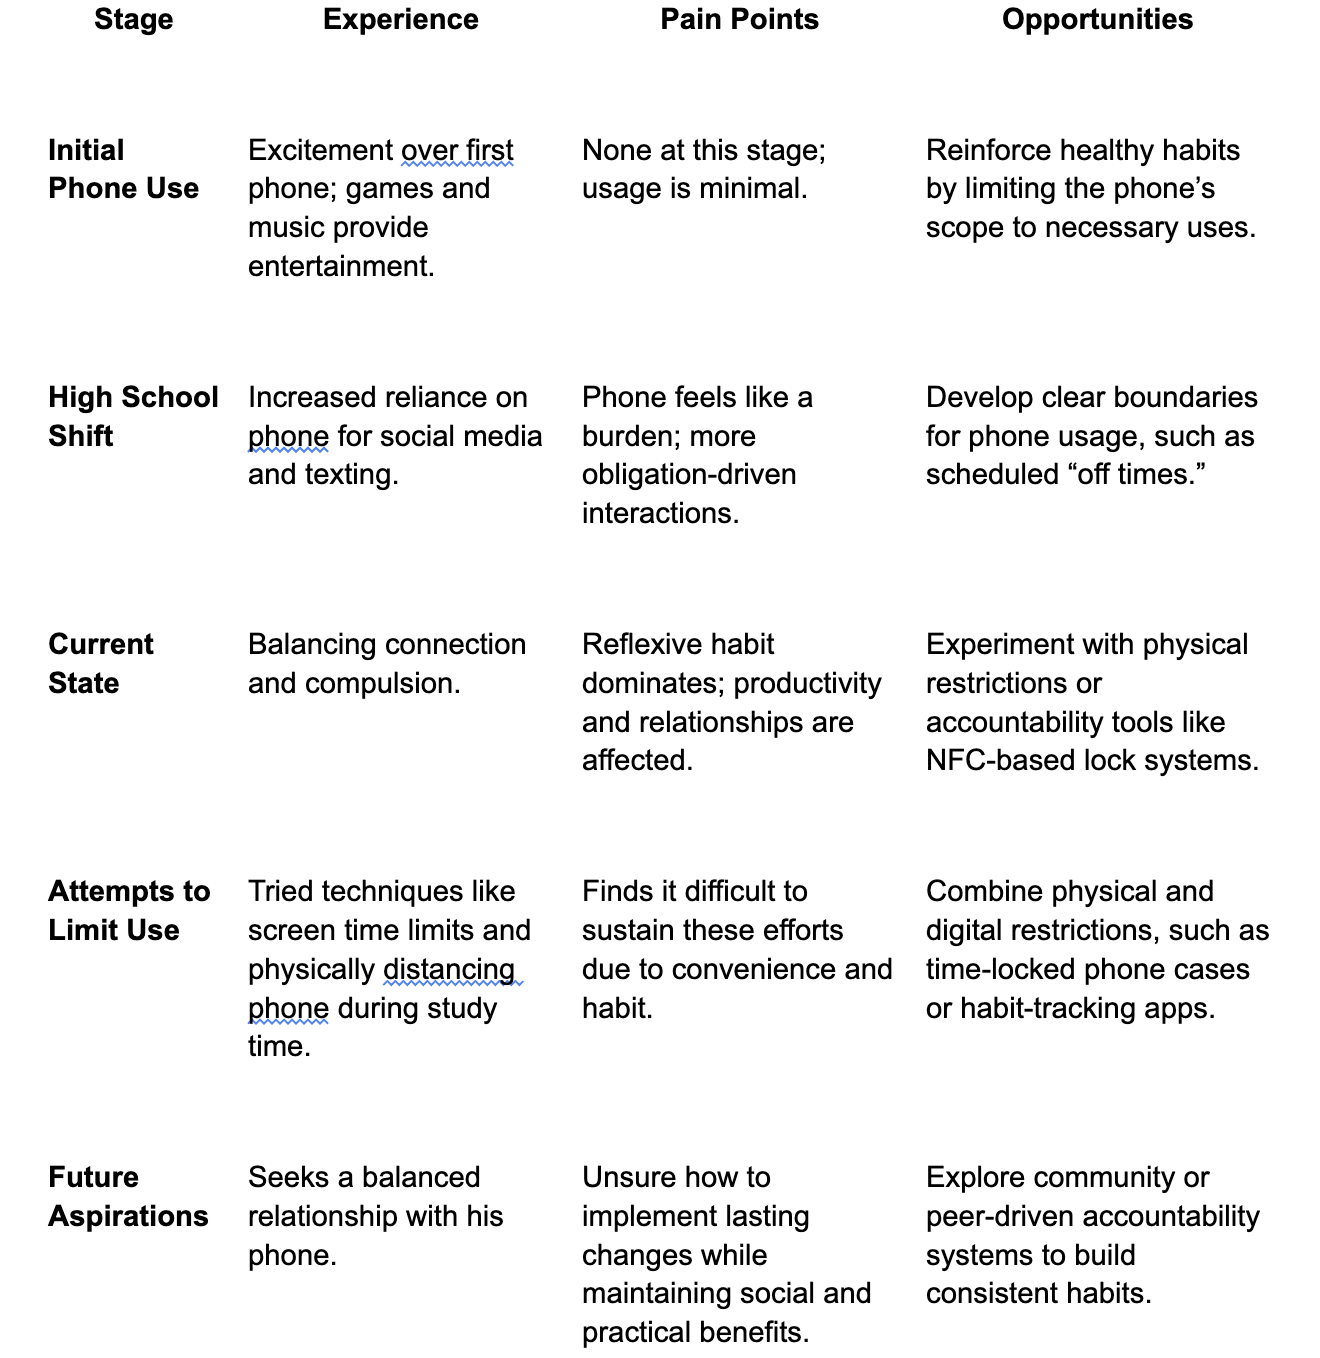 Stage Experience Pain Points Opportunities
Initial Phone Use
Excitement over first phone; games and music provide entertainment.
None at this stage; usage is minimal.
Reinforce healthy habits by limiting the phone’s scope to necessary uses.
High School Shift
Increased reliance on phone for social media and texting.
Phone feels like a burden; more obligation-driven interactions.
Develop clear boundaries for phone usage, such as scheduled “off times.”
Current State
Balancing connection and compulsion.
Reflexive habit dominates; productivity and relationships are affected.
Experiment with physical restrictions or accountability tools like NFC-based lock systems.
Attempts to Limit Use
Tried techniques like screen time limits and physically distancing phone during study time.
Finds it difficult to sustain these efforts due to convenience and habit.
Combine physical and digital restrictions, such as time-locked phone cases or habit-tracking apps.
Future Aspirations
Seeks a balanced relationship with his phone.
Unsure how to implement lasting changes while maintaining social and practical benefits.
Explore community or peer-driven accountability systems to build consistent habits.